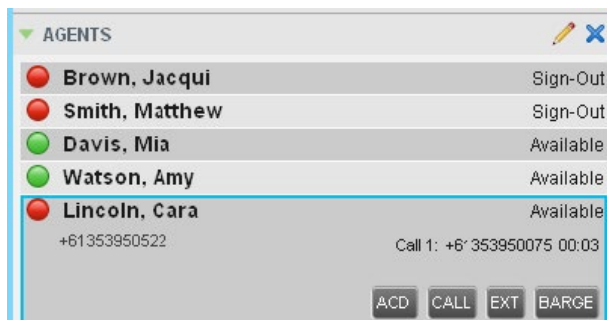 AGENTS
Brown, Jacqui Sign-Out
Smith, Matthew Sign-Out
Davis, Mia Available
Watson, Amy Available
Lincoln, Cara Available
+61353950522 Call 1: +61353950075 00:03
ACD CALL EXT BARGE